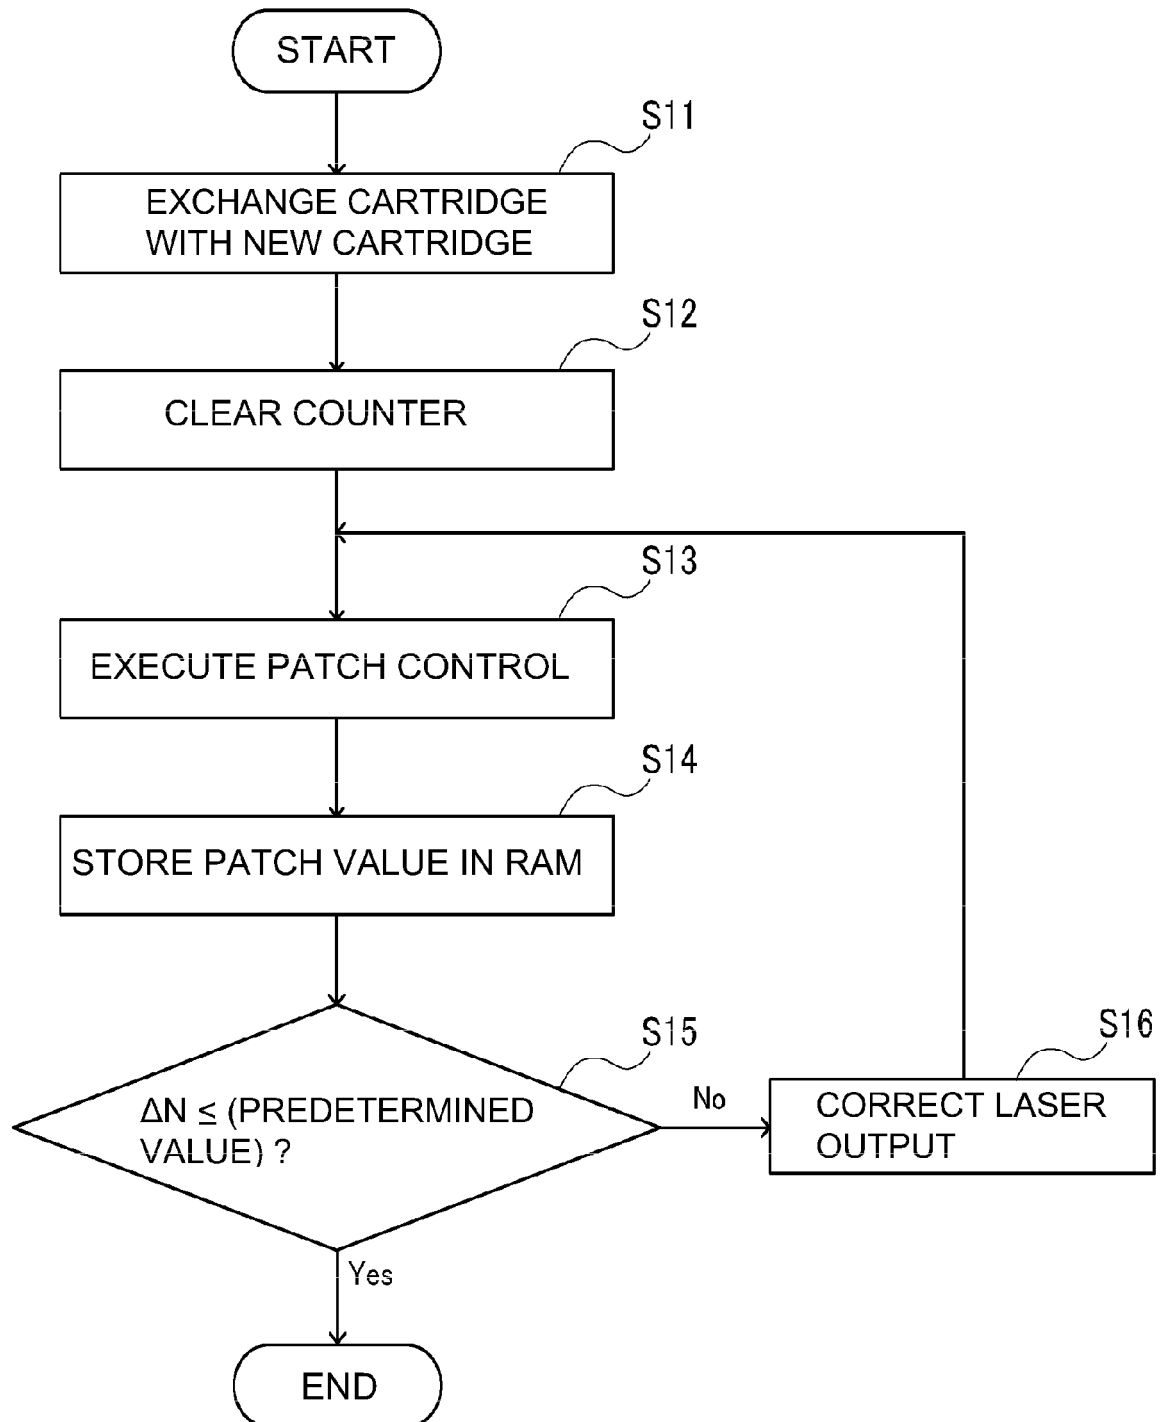 START
S11
EXCHANGE CARTRIDGE
WITH NEW CARTRIDGE
S12
CLEAR COUNTER
S13
EXECUTE PATCH CONTROL
S14
STORE PATCH VALUE IN RAM
S15
ΔN ≤ (PREDETERMINED
VALUE) ?
No
S16
CORRECT LASER
OUTPUT
Yes
END